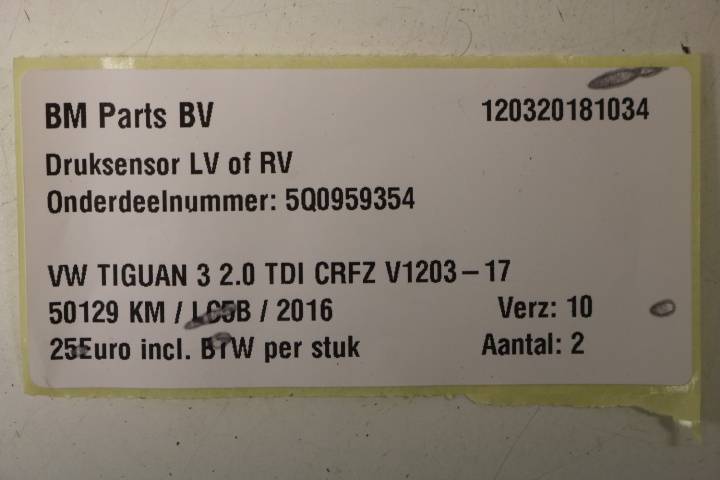 BM Parts BV 120320181034
Druksensor LV of RV
Onderdeelnummer: 5Q0959354
VW TIGUAN 3 2.0 TDI CRFZ V1203-17
50129 KM / LC5B / 2016 Verz: 10
25Euro incl. BTW per stuk Aantal: 2